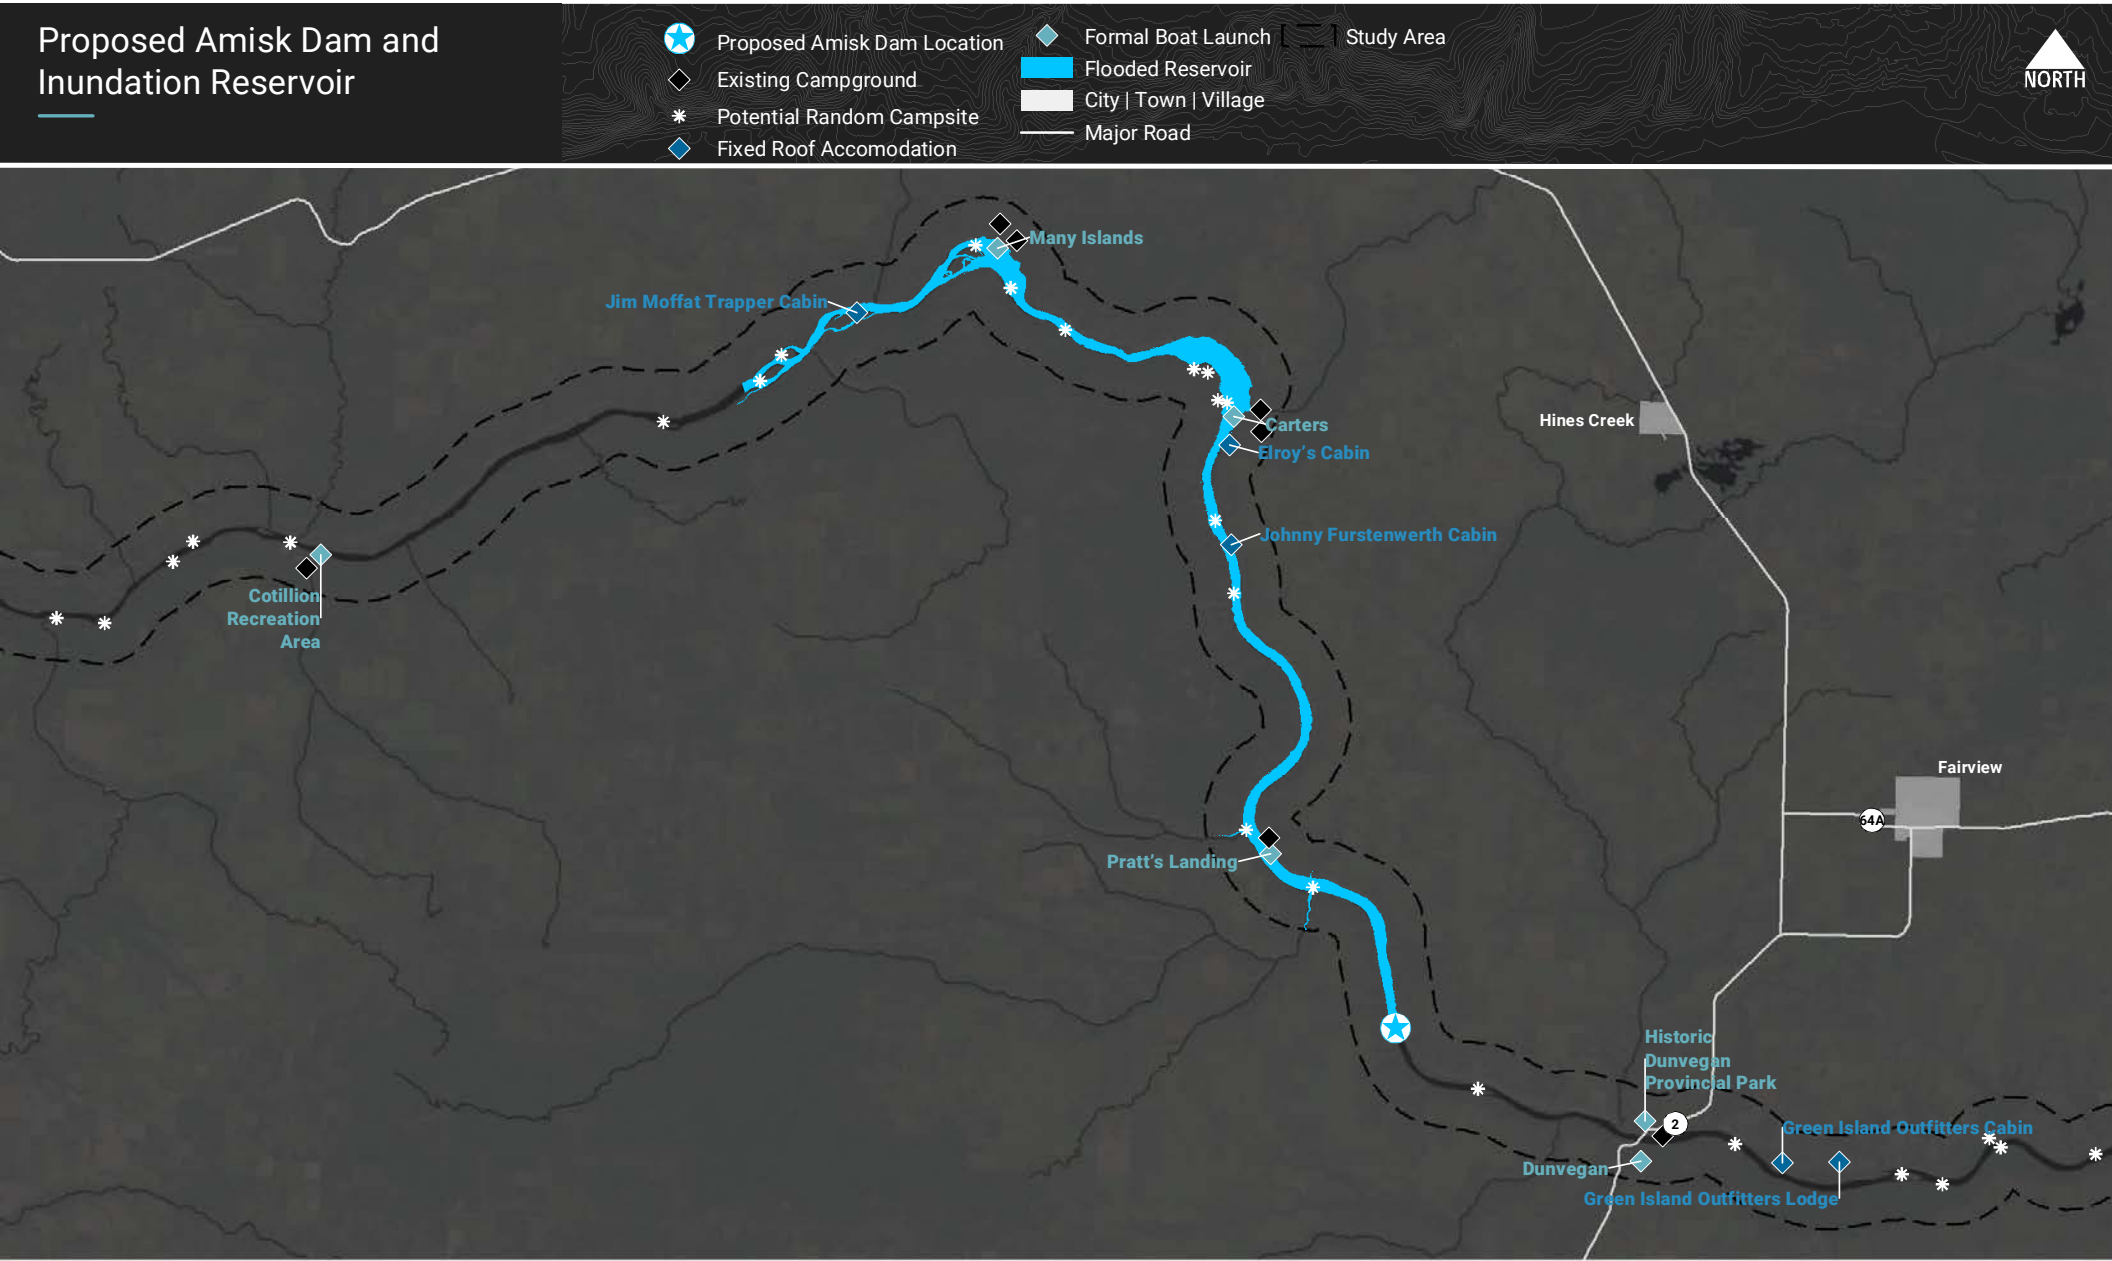 Proposed Amisk Dam and
Inundation Reservoir
Proposed Amisk Dam Location
Existing Campground
Potential Random Campsite
Fixed Roof Accomodation
Formal Boat Launch
Flooded Reservoir
City | Town | Village
Major Road
Study Area
NORTH
Many Islands
Jim Moffat Trapper Cabin
Hines Creek
Carters
Elroy's Cabin
Johnny Furstenwerth Cabin
Cotillion
Recreation
Area
Fairview
64A
Pratt's Landing
Historic
Dunvegan
Provincial Park
2
Green Island Outfitters Cabin
Dunvegan
Green Island Outfitters Lodge